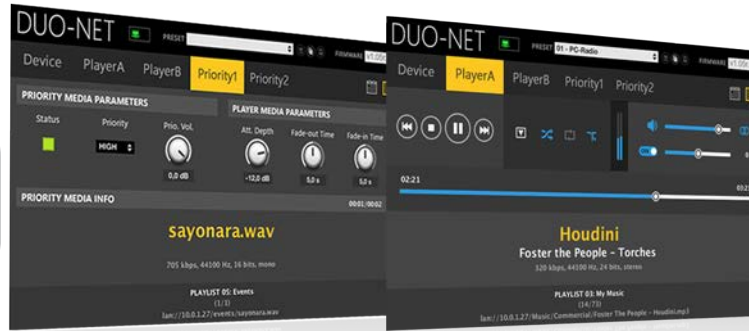 DUO-NET
PRESET
FIRMWARE
Device PlayerA PlayerB Priority1 Priority2
PRIORITY MEDIA PARAMETERS
PLAYER MEDIA PARAMETERS
Status Priority Prio. Vol.
Att. Depth Fade-out Time Fade-in Time
HIGH
0,0 dB
-12,0 dB 5,0 s 5,0 s
PRIORITY MEDIA INFO
00:01/00:02
sayonara.wav
705 kbps, 44100 Hz, 16 bits, mono
PLAYLIST 05: Events
(1/1)
lan://10.0.1.27/events/sayonara.wav
DUO-NET
PRESET 01 - PC-Radio
FIRMWARE
Device PlayerA PlayerB Priority1 Priority2
02:21
Houdini
Foster the People - Torches
320 kbps, 44100 Hz, 24 bits, stereo
PLAYLIST 03: My Music
(14/73)
lan://10.0.1.27/Music/Commercial/Foster The People - Houdini.mp3